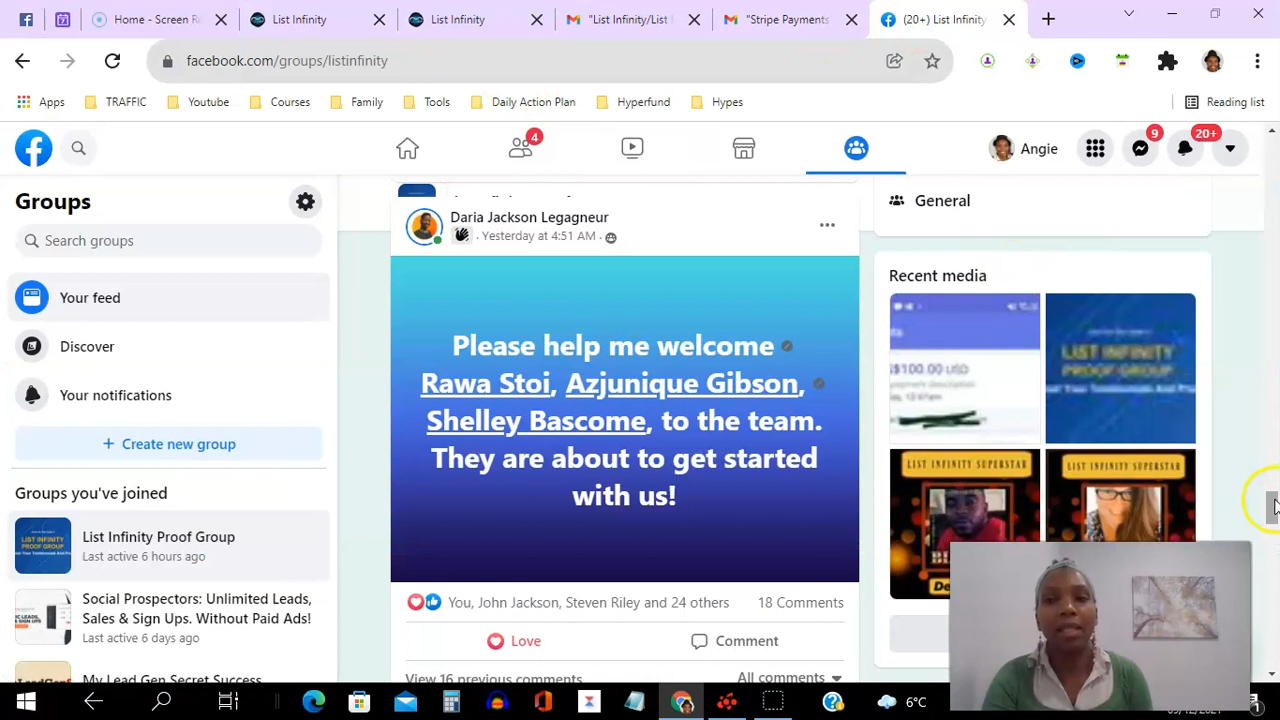 Home - Screen R
List Infinity
List Infinity
"List Infinity/List
"Stripe Payments
(20+) List Infinity
facebook.com/groups/listinfinity
Apps
TRAFFIC
Youtube
Courses
Family
Tools
Daily Action Plan
Hyperfund
Hypes
Reading list
4
Angie
9
20+
Groups
Search groups
Your feed
Discover
Your notifications
+ Create new group
Groups you've joined
List Infinity Proof Group
Last active 6 hours ago
Social Prospectors: Unlimited Leads,
Sales & Sign Ups. Without Paid Ads!
Last active 6 days ago
My Lead Gen Secret Success
Daria Jackson Legagneur
· Yesterday at 4:51 AM ·
Please help me welcome
Rawa Stoi, Azjunique Gibson,
Shelley Bascome, to the team.
They are about to get started
with us!
You, John Jackson, Steven Riley and 24 others
18 Comments
Love
Comment
View 16 previous comments
All comments
General
Recent media
$100.00 USD
LIST INFINITY
PROOF GROUP
LIST INFINITY SUPERSTAR
LIST INFINITY SUPERSTAR
6°C